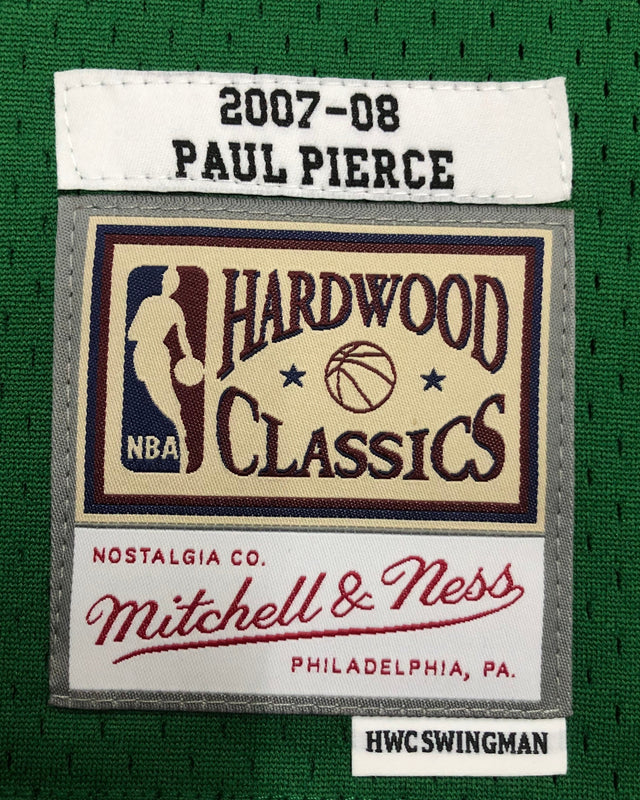 2007-08
PAUL PIERCE
HARDWOOD
CLASSICS
NBA
NOSTALGIA CO.
Mitchell & Ness
PHILADELPHIA, PA.
HWC SWINGMAN